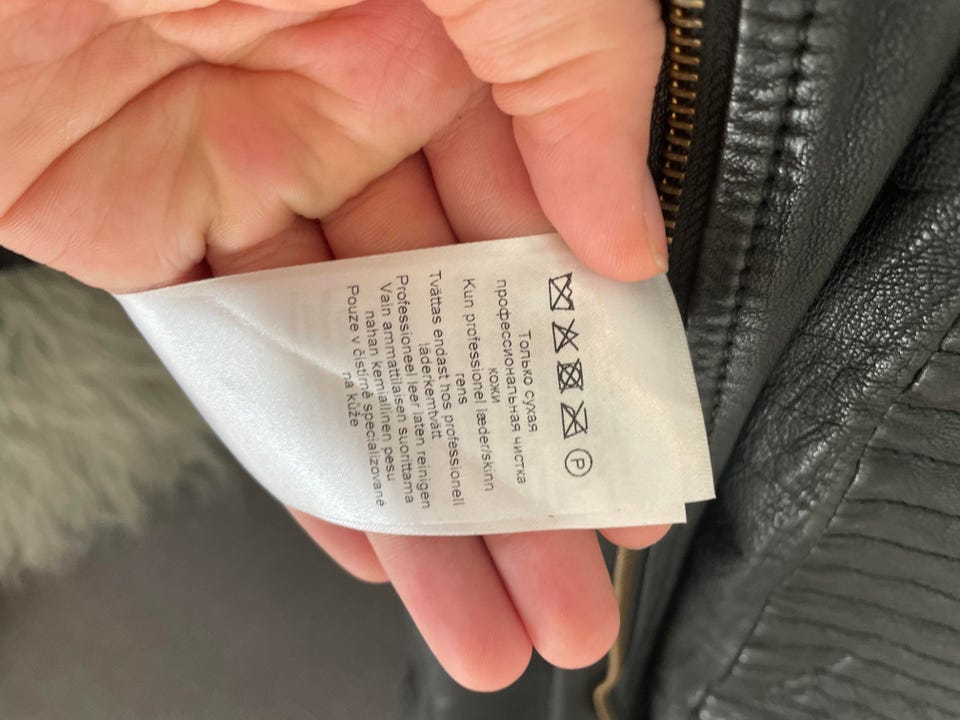 P
Только сухая
профессиональная чистка
кожи
Kun professionel læder/skinn
rens
Tvättas endast hos professionell
läderkemtvätt
Professioneel leer laten reinigen
Vain ammattilaisen suorittama
nahan kemiallinen pesu
Pouze v čistírně specializované
na kůže